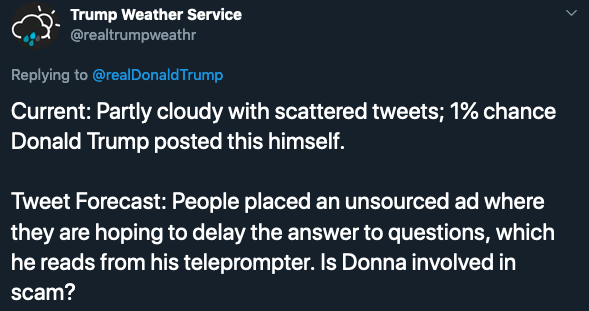 Trump Weather Service
@realtrumpweathr
Replying to @realDonaldTrump
Current: Partly cloudy with scattered tweets; 1% chance
Donald Trump posted this himself.
Tweet Forecast: People placed an unsourced ad where
they are hoping to delay the answer to questions, which
he reads from his teleprompter. Is Donna involved in
scam?